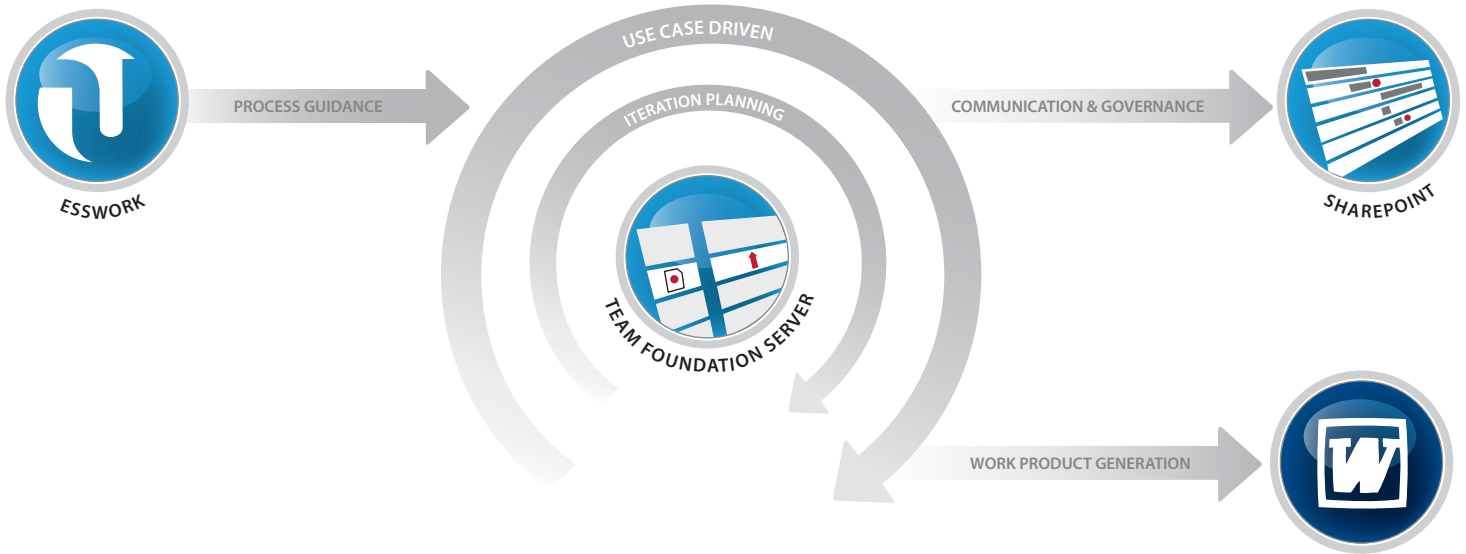 USE CASE DRIVEN
ITERATION PLANNING
PROCESS GUIDANCE
COMMUNICATION & GOVERNANCE
ESSWORK
SHAREPOINT
TEAM FOUNDATION SERVER
WORK PRODUCT GENERATION
W